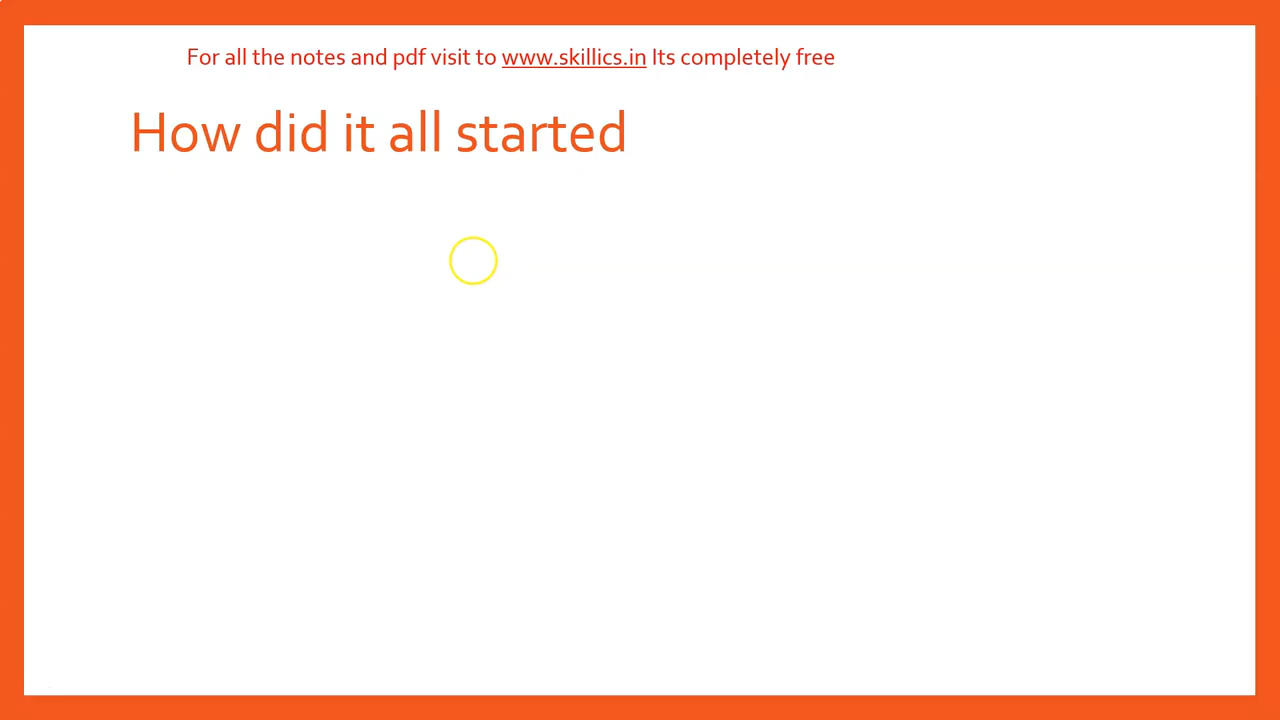 For all the notes and pdf visit to www.skillics.in Its completely free
How did it all started